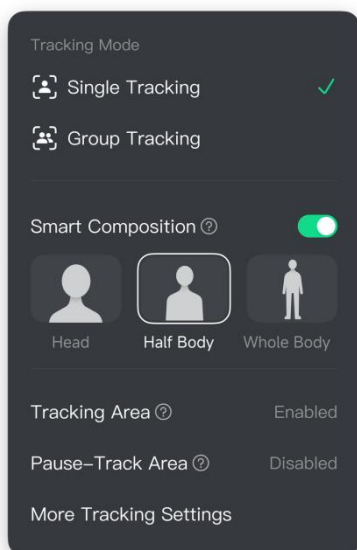 Tracking Mode
Single Tracking
Group Tracking
Smart Composition ?
Head Half Body Whole Body
Tracking Area ? Enabled
Pause-Track Area ? Disabled
More Tracking Settings